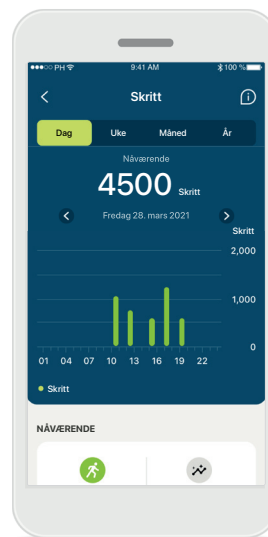 PH 9:41 AM 100 %
Skritt
Dag Uke Måned År
Nåværende
4500 Skritt
Fredag 28. mars 2021
Skritt
2,000
1,000
0
01 04 07 10 13 16 19 22
Skritt
NÅVÆRENDE